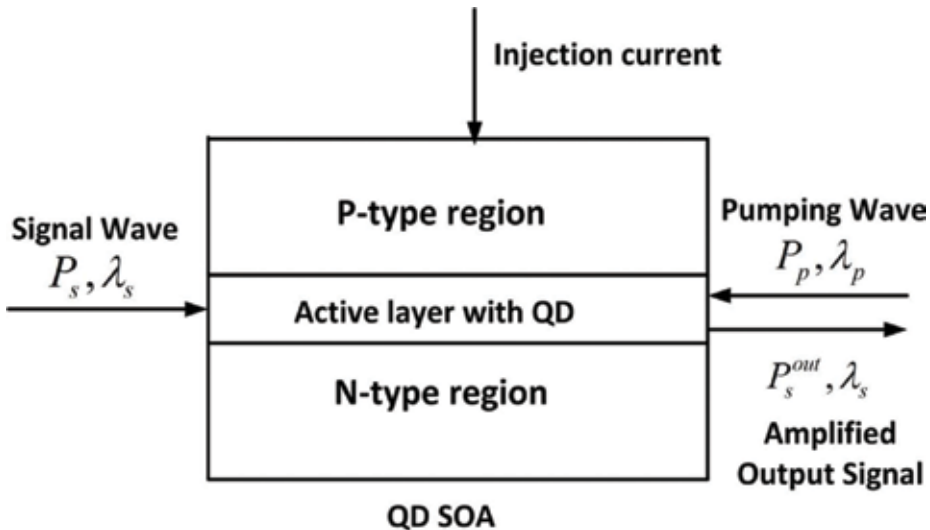 Injection current
P-type region
Signal Wave
P_s, λ_s
Pumping Wave
P_p, λ_p
Active layer with QD
N-type region
P_s^{out}, λ_s
Amplified
Output Signal
QD SOA